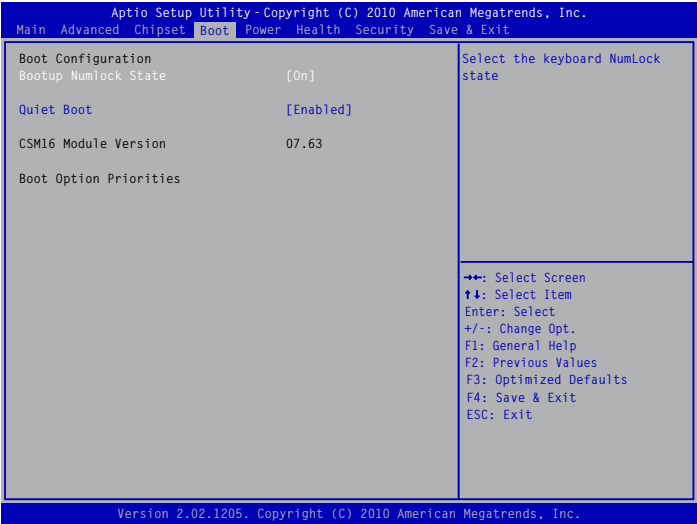 Aptio Setup Utility - Copyright (C) 2010 American Megatrends, Inc.
Main Advanced Chipset Boot Power Health Security Save & Exit
Boot Configuration
Bootup Numlock State [On]
Quiet Boot [Enabled]
CSM16 Module Version 07.63
Boot Option Priorities
Select the keyboard NumLock
state
→←: Select Screen
↑↓: Select Item
Enter: Select
+/-: Change Opt.
F1: General Help
F2: Previous Values
F3: Optimized Defaults
F4: Save & Exit
ESC: Exit
Version 2.02.1205. Copyright (C) 2010 American Megatrends, Inc.